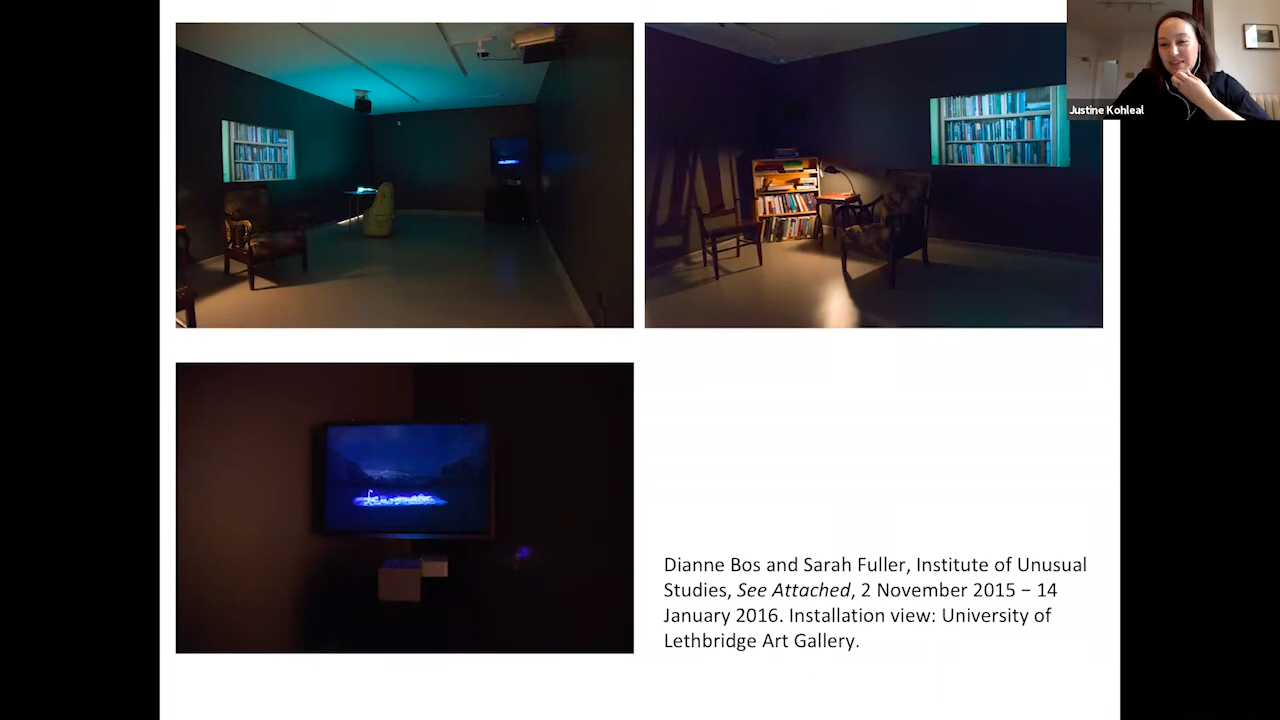 Justine Kohleal
Dianne Bos and Sarah Fuller, Institute of Unusual
Studies, See Attached, 2 November 2015 – 14
January 2016. Installation view: University of
Lethbridge Art Gallery.